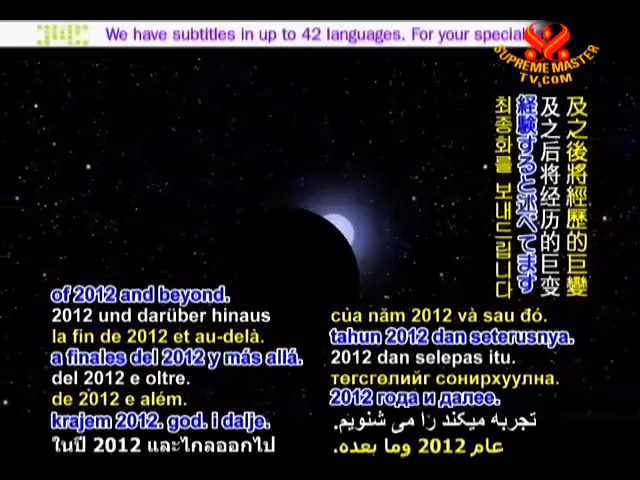 We have subtitles in up to 42 languages. For your special
SUPREME MASTER
TV.COM
及之後將經歷的巨變
及之后将经历的巨变
経験すると述べてます
최종화를 보내드립니다
of 2012 and beyond.
2012 und darüber hinaus
la fin de 2012 et au-delà.
a finales del 2012 y más allá.
del 2012 e oltre.
de 2012 e além.
krajem 2012. god. i dalje.
ในปี 2012 และไกลออกไป
của năm 2012 và sau đó.
tahun 2012 dan seterusnya.
2012 dan selepas itu.
төгсгөлийг сонирхуулна.
2012 года и далее.
تجربه میکند را می شنویم.
عام 2012 وما بعده.